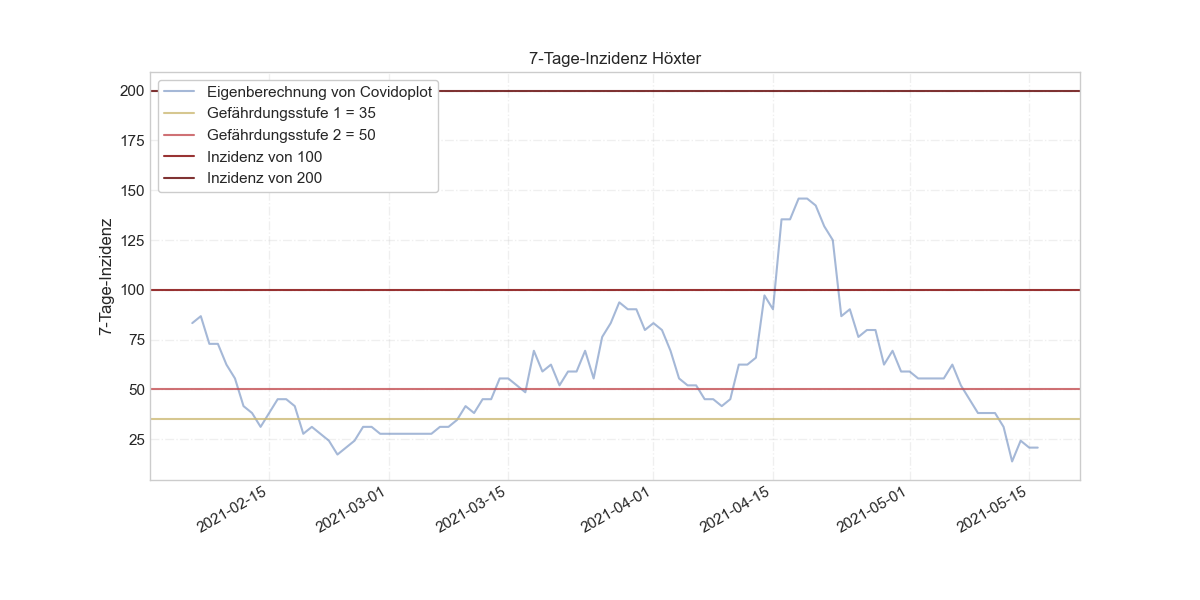 7-Tage-Inzidenz Höxter
200
175
150
125
100
75
50
25
7-Tage-Inzidenz
Eigenberechnung von Covidoplot
Gefährdungsstufe 1 = 35
Gefährdungsstufe 2 = 50
Inzidenz von 100
Inzidenz von 200
2021-02-15
2021-03-01
2021-03-15
2021-04-01
2021-04-15
2021-05-01
2021-05-15